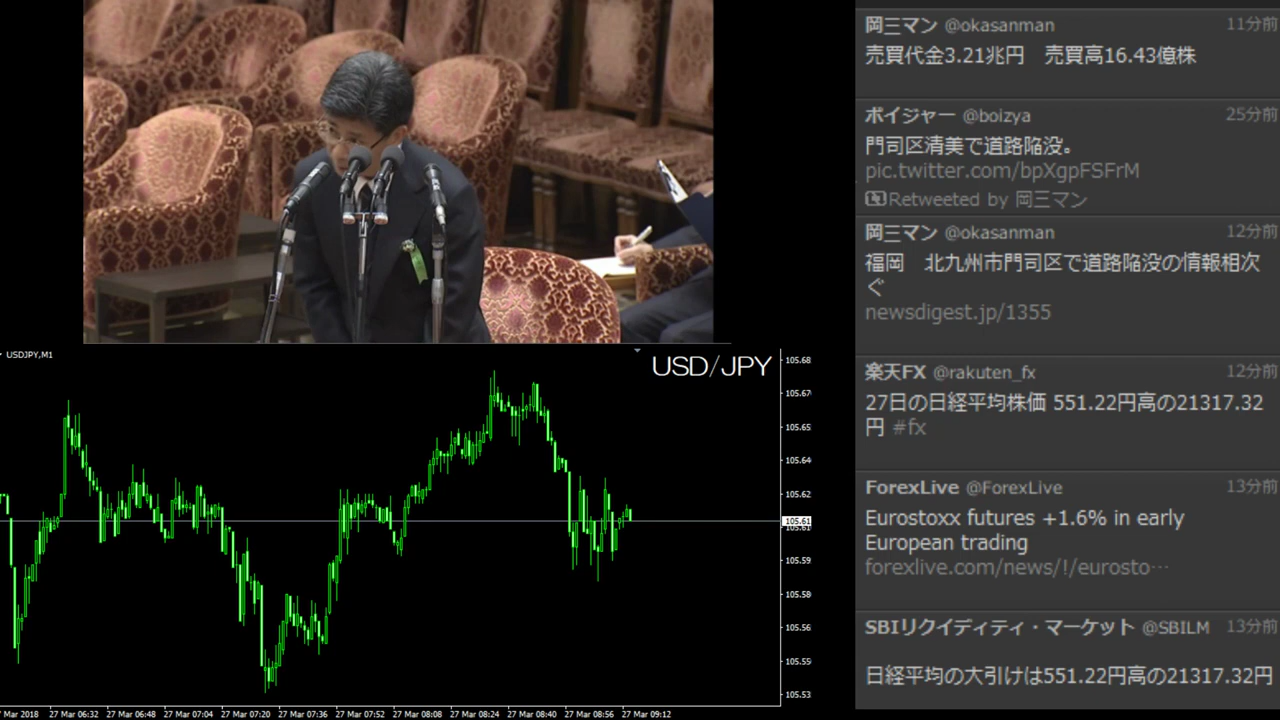 USDJPY,M1
USD/JPY
105.68
105.67
105.65
105.64
105.62
105.61
105.61
105.59
105.58
105.56
105.55
105.53
Mar 2018
27 Mar 06:32
27 Mar 06:48
27 Mar 07:04
27 Mar 07:20
27 Mar 07:36
27 Mar 07:52
27 Mar 08:08
27 Mar 08:24
27 Mar 08:40
27 Mar 08:56
27 Mar 09:12
岡三マン @okasanman 11分前
売買代金3.21兆円　売買高16.43億株
ボイジャー @boizya 25分前
門司区清美で道路陥没。
pic.twitter.com/bpXgpFSFrM
Retweeted by 岡三マン
岡三マン @okasanman 12分前
福岡　北九州市門司区で道路陥没の情報相次
ぐ
newsdigest.jp/1355
楽天FX @rakuten_fx 12分前
27日の日経平均株価 551.22円高の21317.32
円 #fx
ForexLive @ForexLive 13分前
Eurostoxx futures +1.6% in early
European trading
forexlive.com/news/!/eurosto…
SBIリクイディティ・マーケット @SBILM 13分前
日経平均の大引けは551.22円高の21317.32円